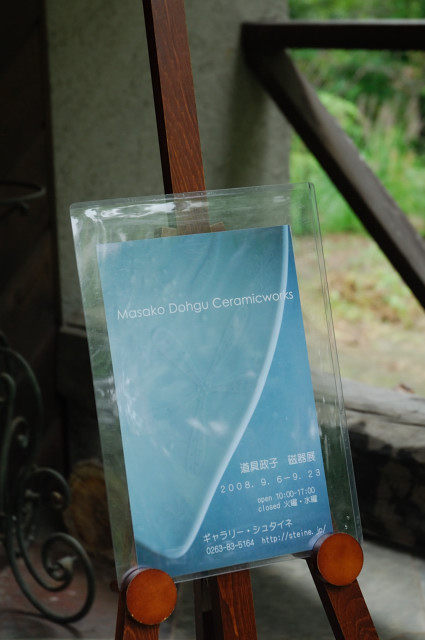 Masako Dohgu Ceramicworks
道具政子　磁器展
2008. 9. 6－9. 23
open 10:00-17:00
closed 火曜・水曜
ギャラリー・シュタイネ
0263-83-5164 http://steine.jp/